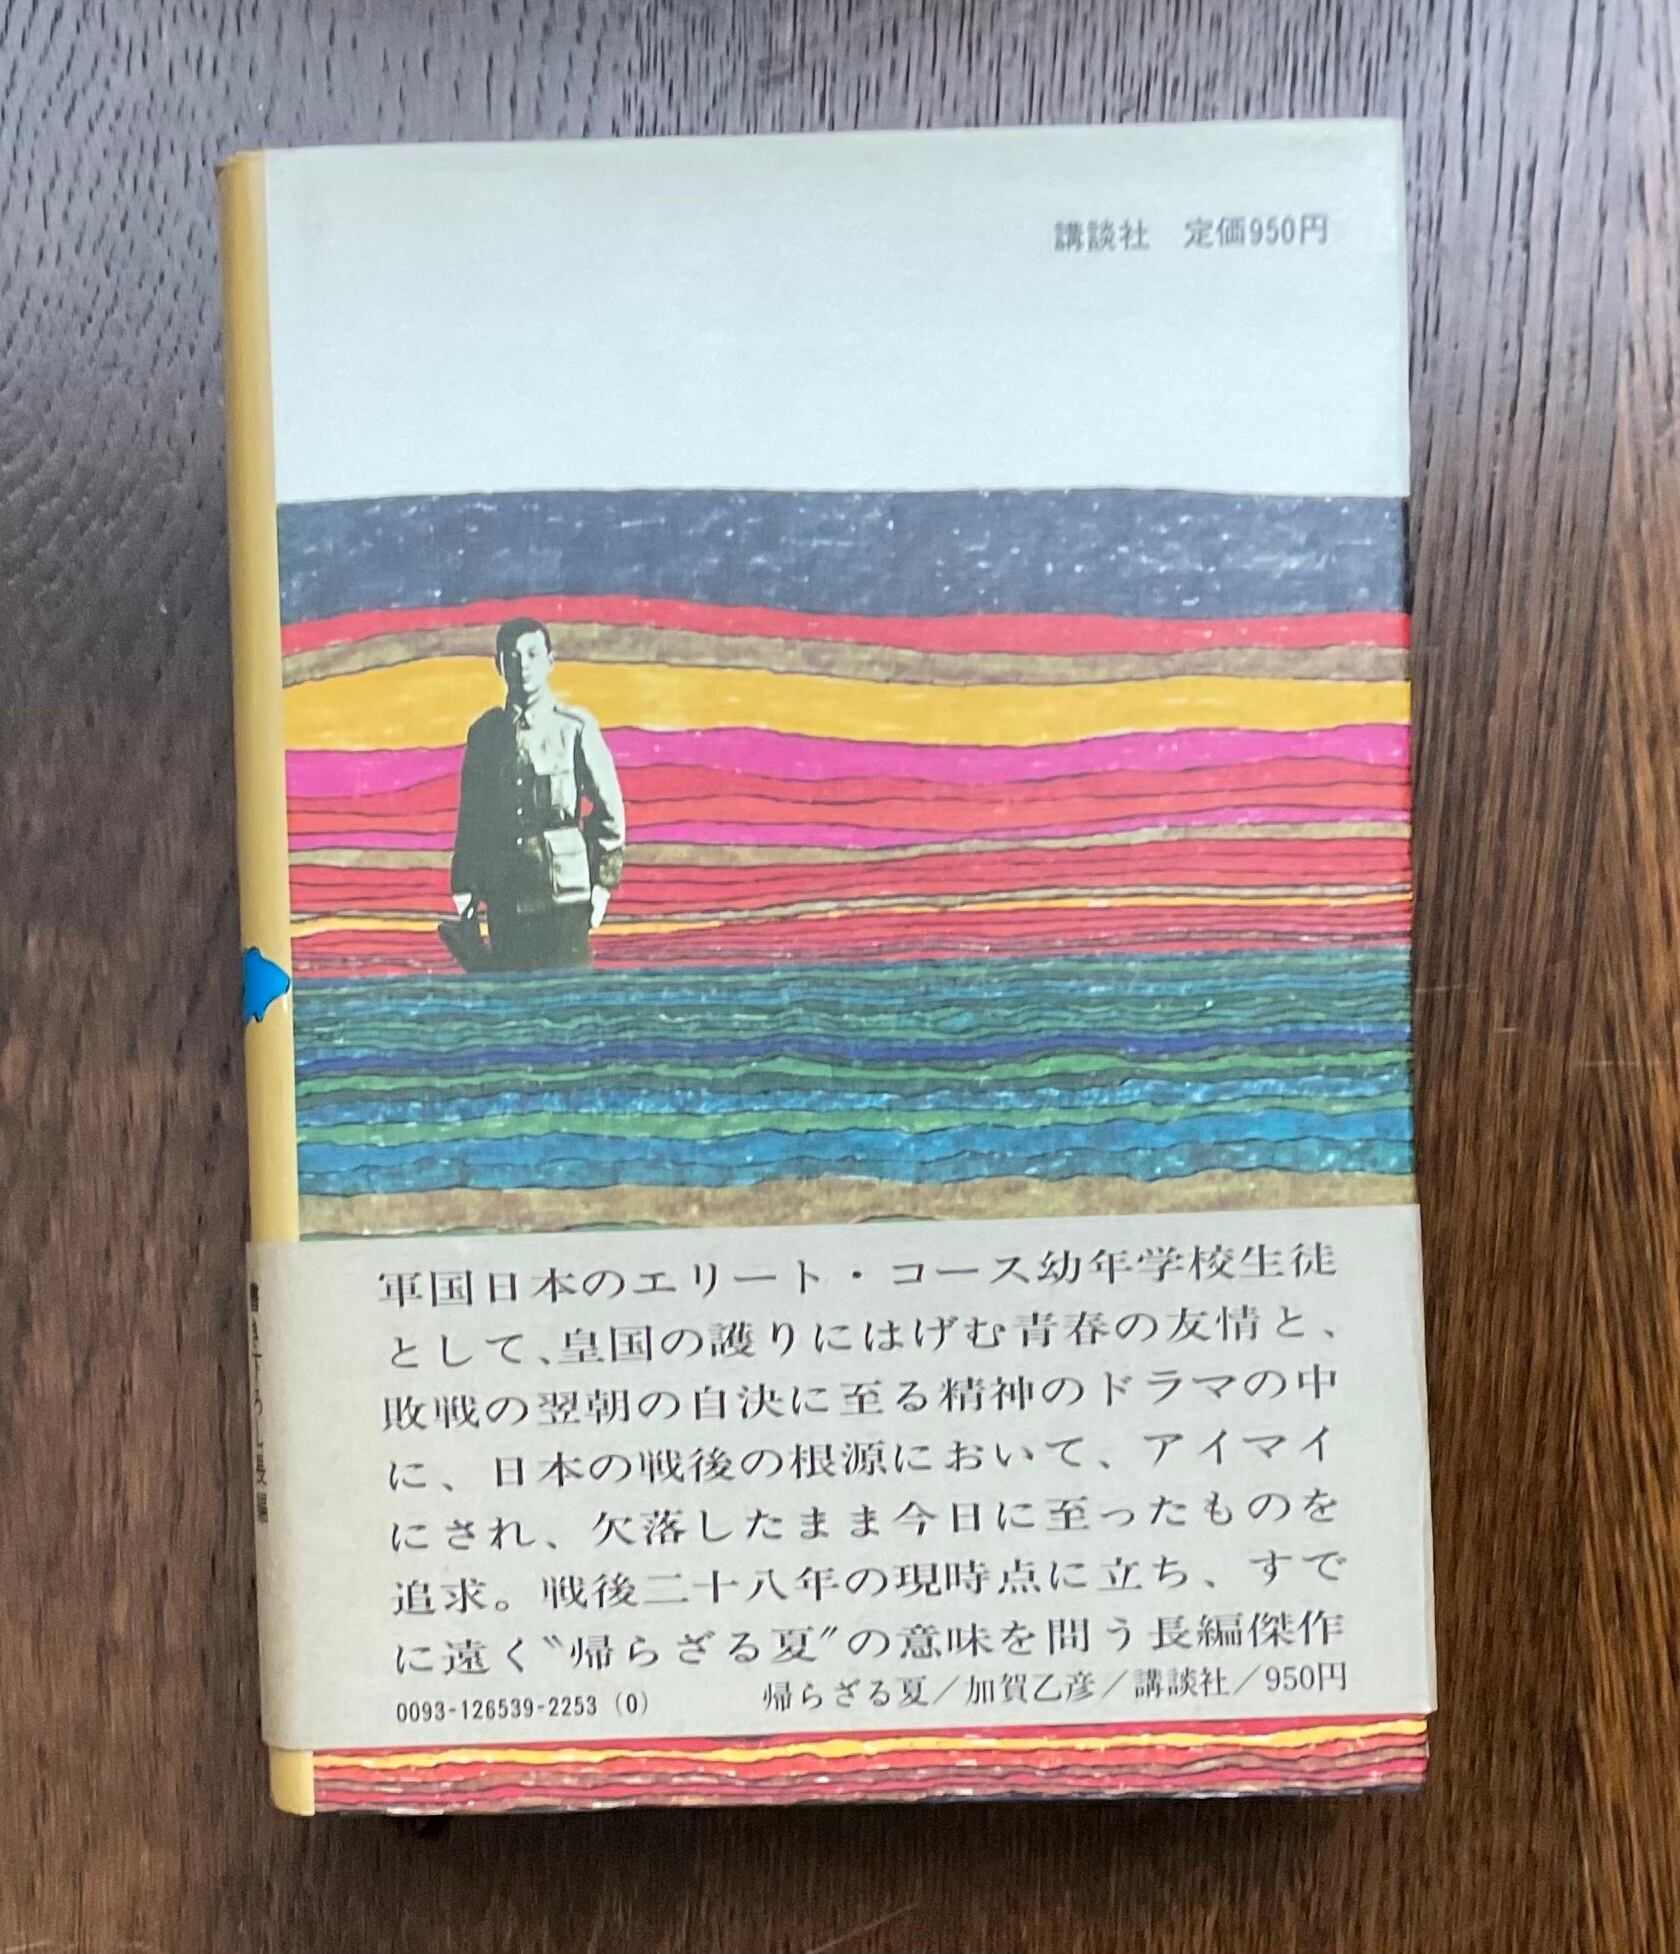 講談社　定価950円
軍国日本のエリート・コース幼年学校生徒
として、皇国の護りにはげむ青春の友情と、
敗戦の翌朝の自決に至る精神のドラマの中
に、日本の戦後の根源において、アイマイ
にされ、欠落したまま今日に至ったものを
追求。戦後二十八年の現時点に立ち、すで
に遠く〝帰らざる夏〟の意味を問う長編傑作
0093-126539-2253（0）
帰らざる夏／加賀乙彦／講談社／950円